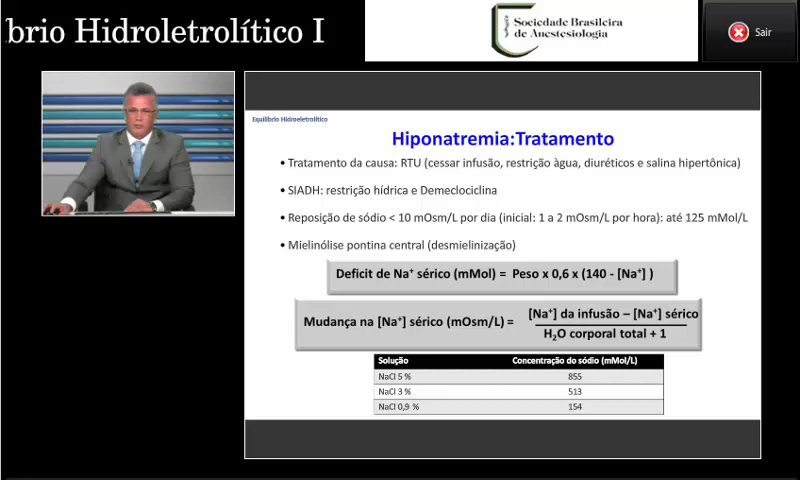 brio Hidroletrolítico I
Sociedade Brasileira
de Anestesiologia
Sair
Equilíbrio Hidroeletrolítico
Hiponatremia:Tratamento
• Tratamento da causa: RTU (cessar infusão, restrição àgua, diuréticos e salina hipertônica)
• SIADH: restrição hídrica e Demeclociclina
• Reposição de sódio < 10 mOsm/L por dia (inicial: 1 a 2 mOsm/L por hora): até 125 mMol/L
• Mielinólise pontina central (desmielinização)
Deficit de Na⁺ sérico (mMol) = Peso x 0,6 x (140 - [Na⁺] )
Mudança na [Na⁺] sérico (mOsm/L) = [Na⁺] da infusão – [Na⁺] sérico
H₂O corporal total + 1
Solução Concentração do sódio (mMol/L)
NaCl 5 % 855
NaCl 3 % 513
NaCl 0,9 % 154